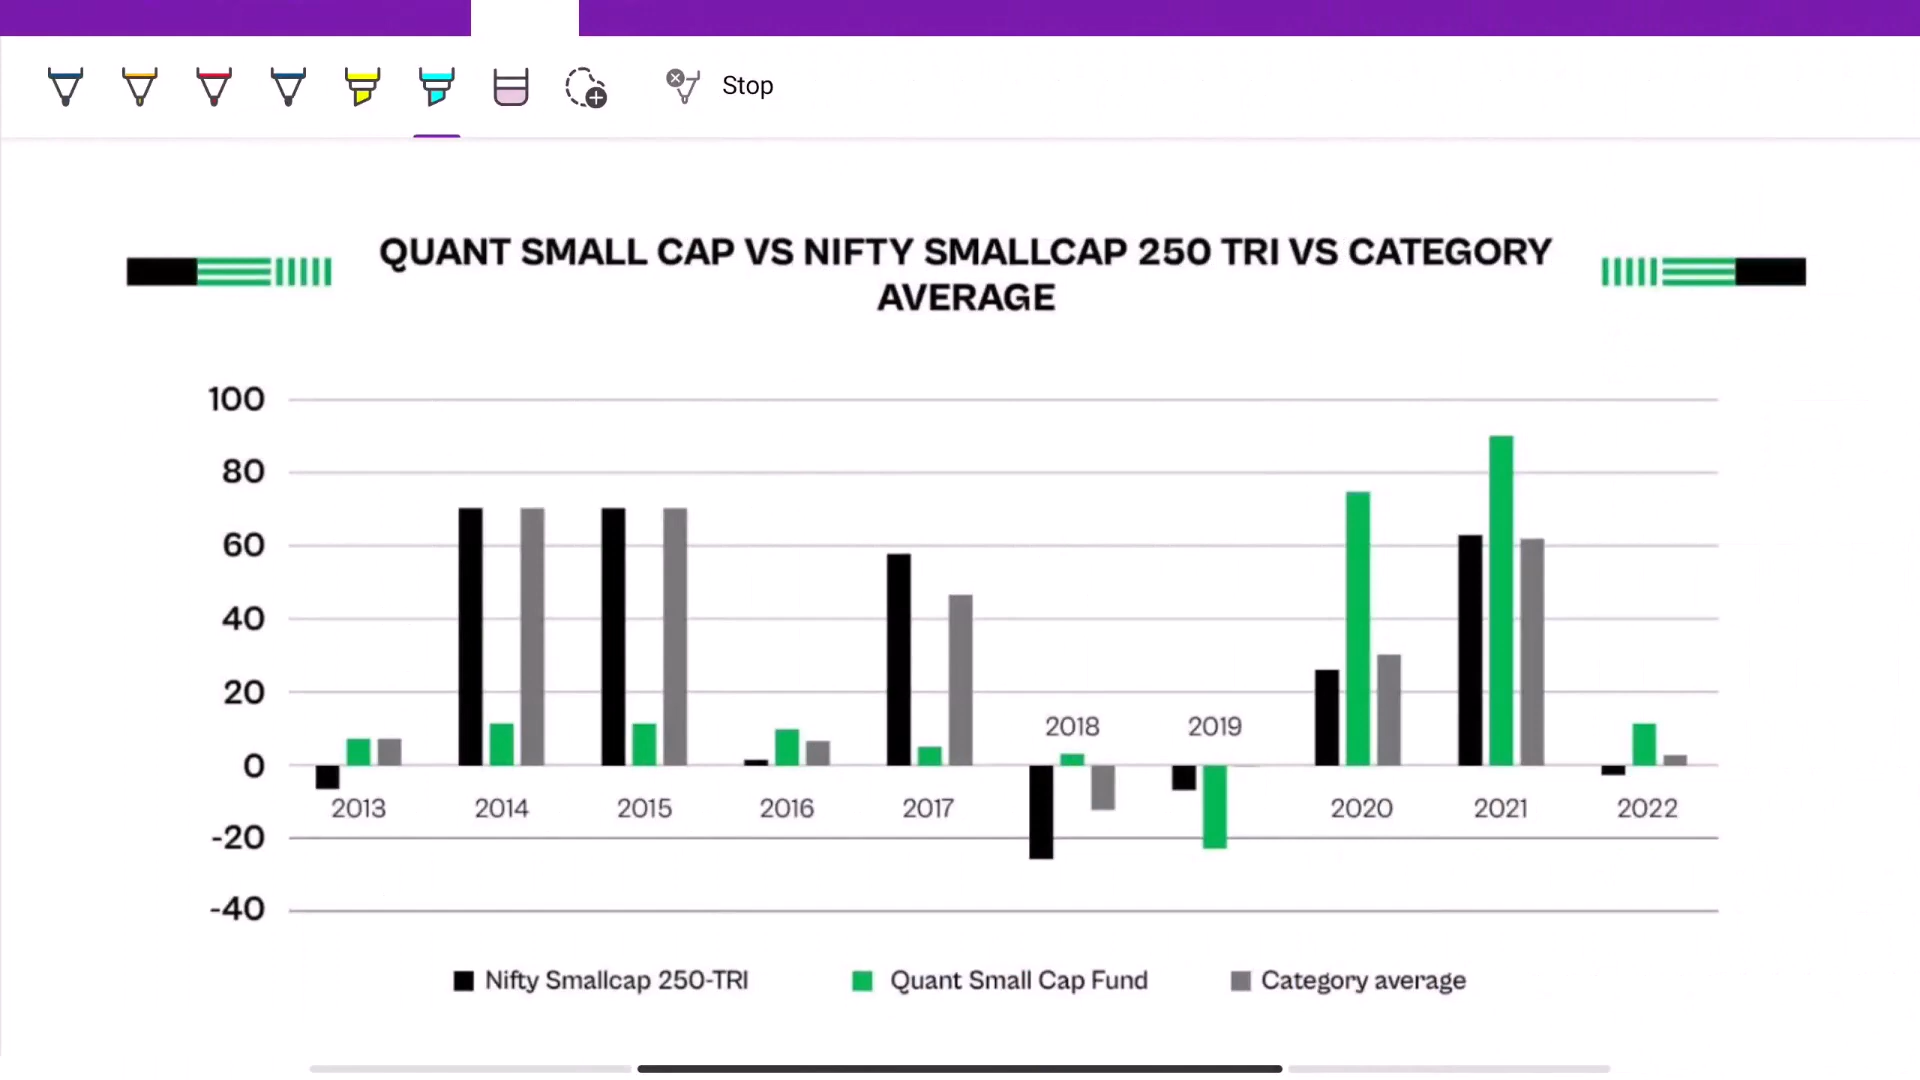 Stop
QUANT SMALL CAP VS NIFTY SMALLCAP 250 TRI VS CATEGORY
AVERAGE
100
80
60
40
20
0
-20
-40
2018 2019
2013 2014 2015 2016 2017 2020 2021 2022
Nifty Smallcap 250-TRI Quant Small Cap Fund Category average